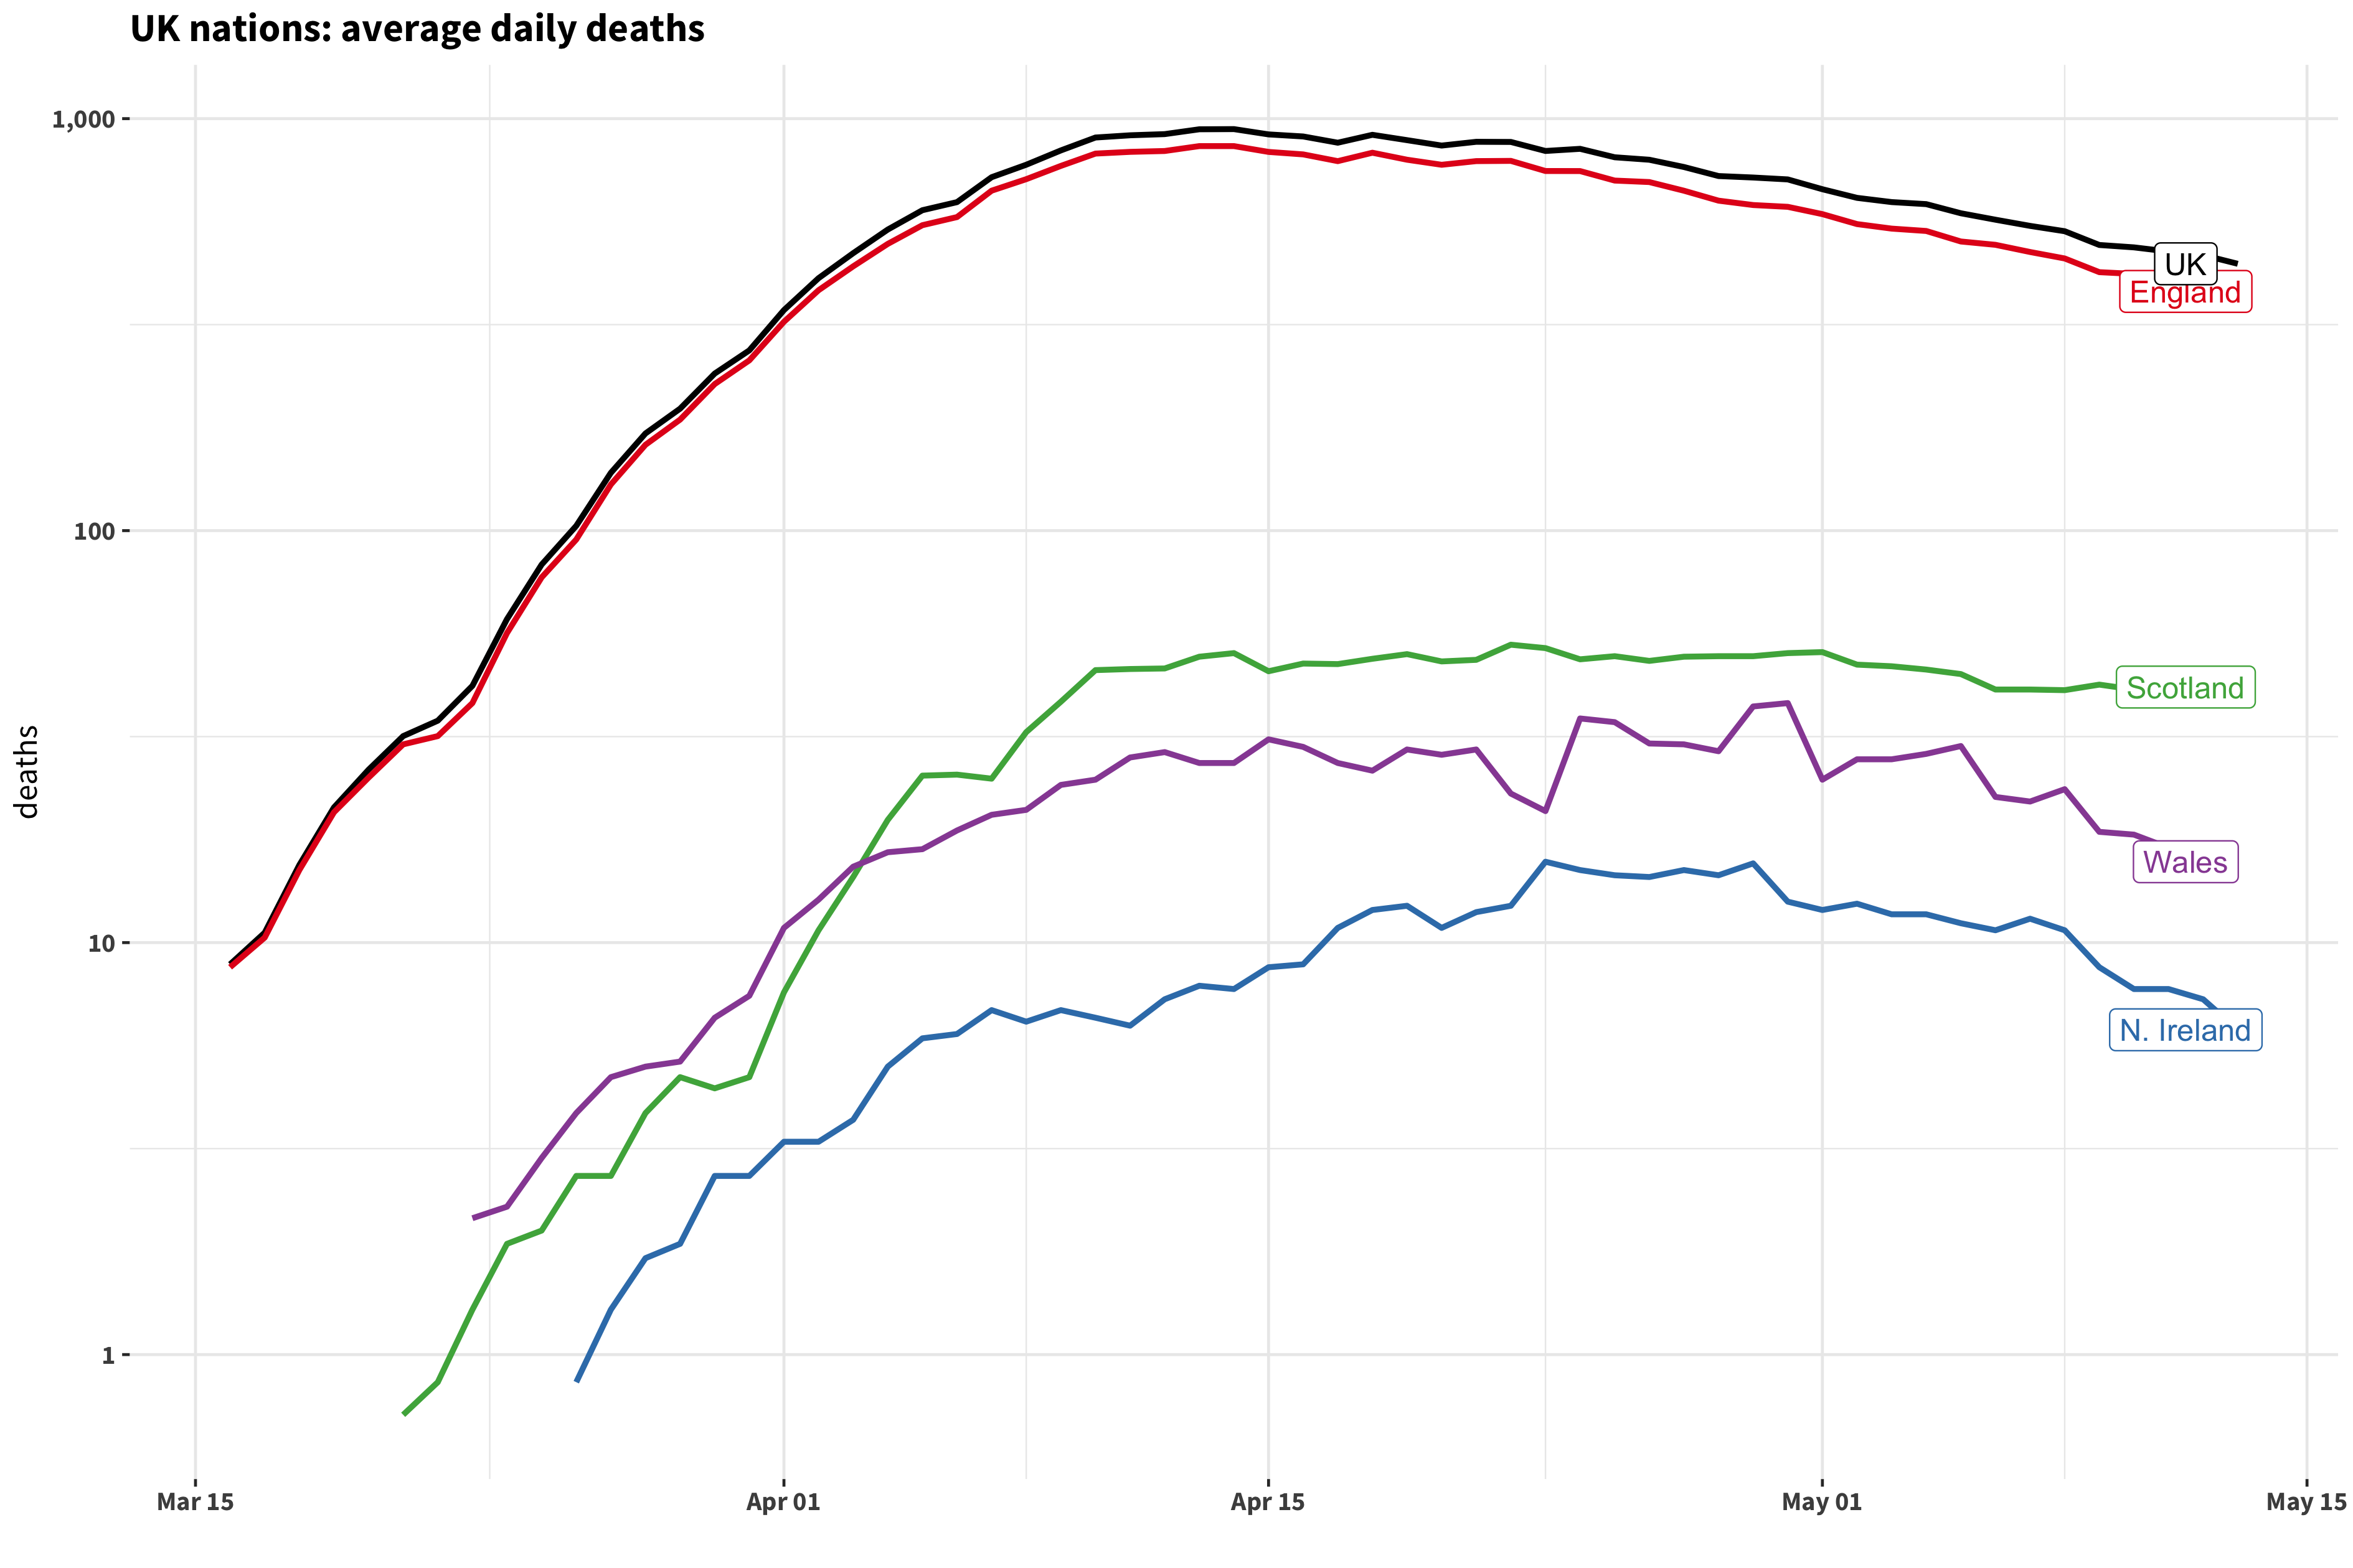 UK nations: average daily deaths
1,000
100
10
1
deaths
UK
England
Scotland
Wales
N. Ireland
Mar 15
Apr 01
Apr 15
May 01
May 15